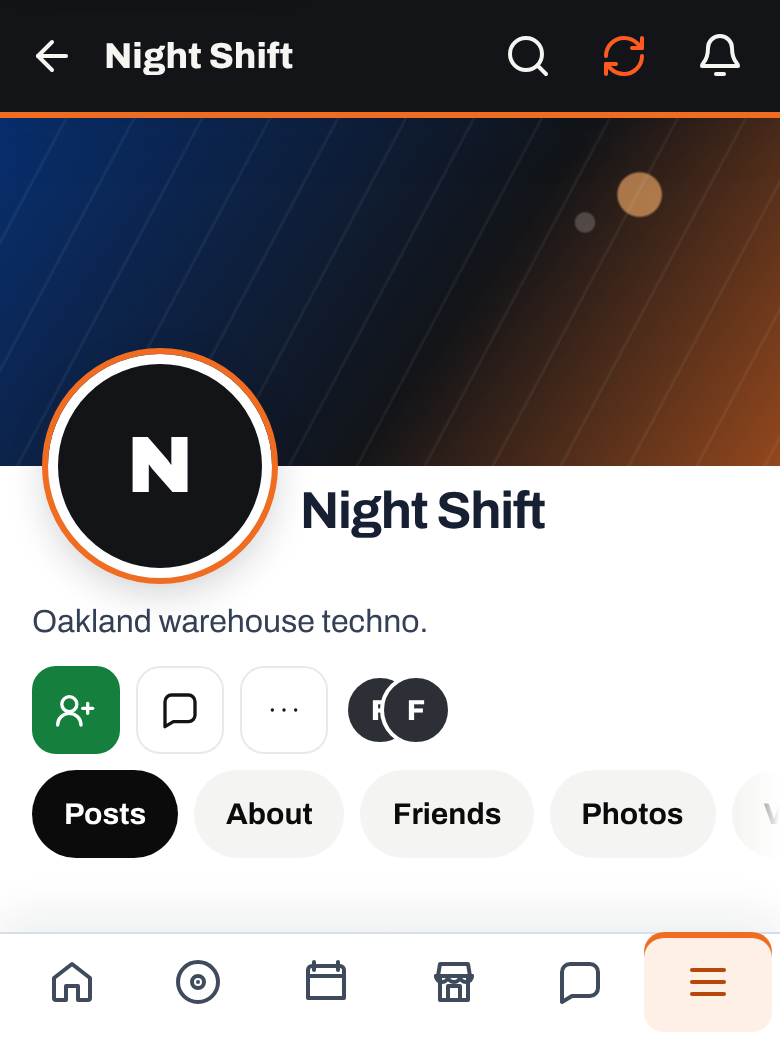 Night Shift
N
Night Shift
Oakland warehouse techno.
F
Posts About Friends Photos